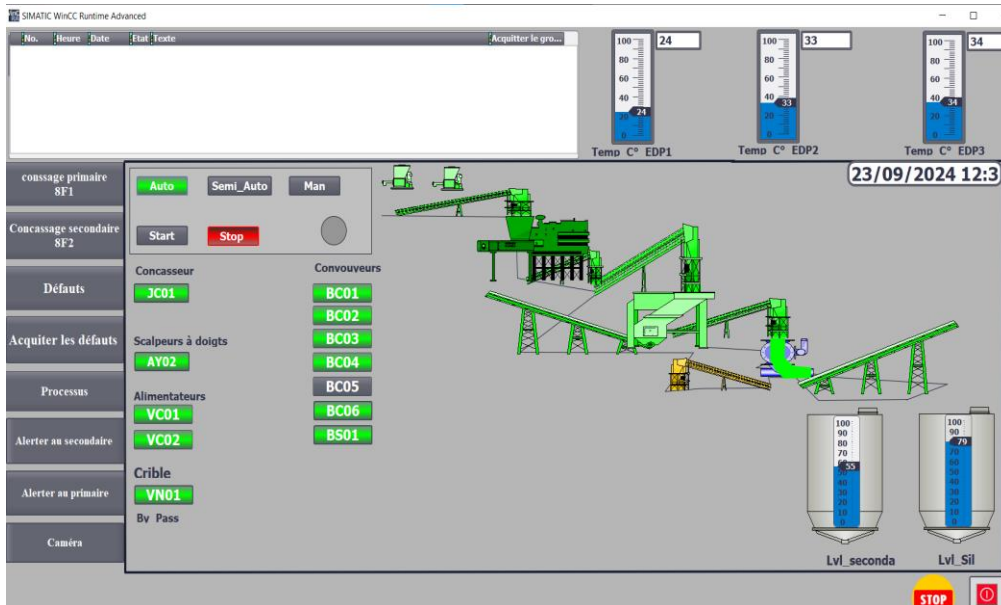 SIMATIC WinCC Runtime Advanced
No. Heure Date Etat Texte Acquitter le gro...
100 80 60 40 20 0
24
24
Temp C° EDP1
100 80 60 40 20 0
33
33
Temp C° EDP2
100 80 60 40 20 0
34
34
Temp C° EDP3
23/09/2024 12:3
conssage primaire
8F1
Concassage secondaire
8F2
Défauts
Acquiter les défauts
Processus
Alerter au secondaire
Alerter au primaire
Caméra
Auto Semi_Auto Man
Start Stop
Concasseur
JC01
Scalpeurs à doigts
AY02
Alimentateurs
VC01
VC02
Crible
VN01
By Pass
Convouyeurs
BC01
BC02
BC03
BC04
BC05
BC06
BS01
100 90 80 70 60 50 40 30 20 10 0
55
Lvl_seconda
100 90 80 70 60 50 40 30 20 10 0
79
Lvl_Sil
STOP